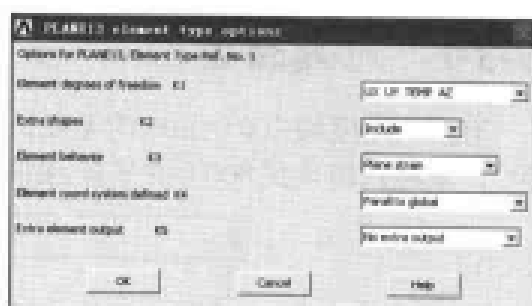 PLANE13 element type options
Options for PLANE13, Element Type Ref. No. 1
Element degrees of freedom K1 UX UY TEMP AZ
Extra shapes K2 Include
Element behavior K3 Plane strain
Element coord system defined K4 Parall to global
Extra element output K5 No extra output
OK Cancel Help